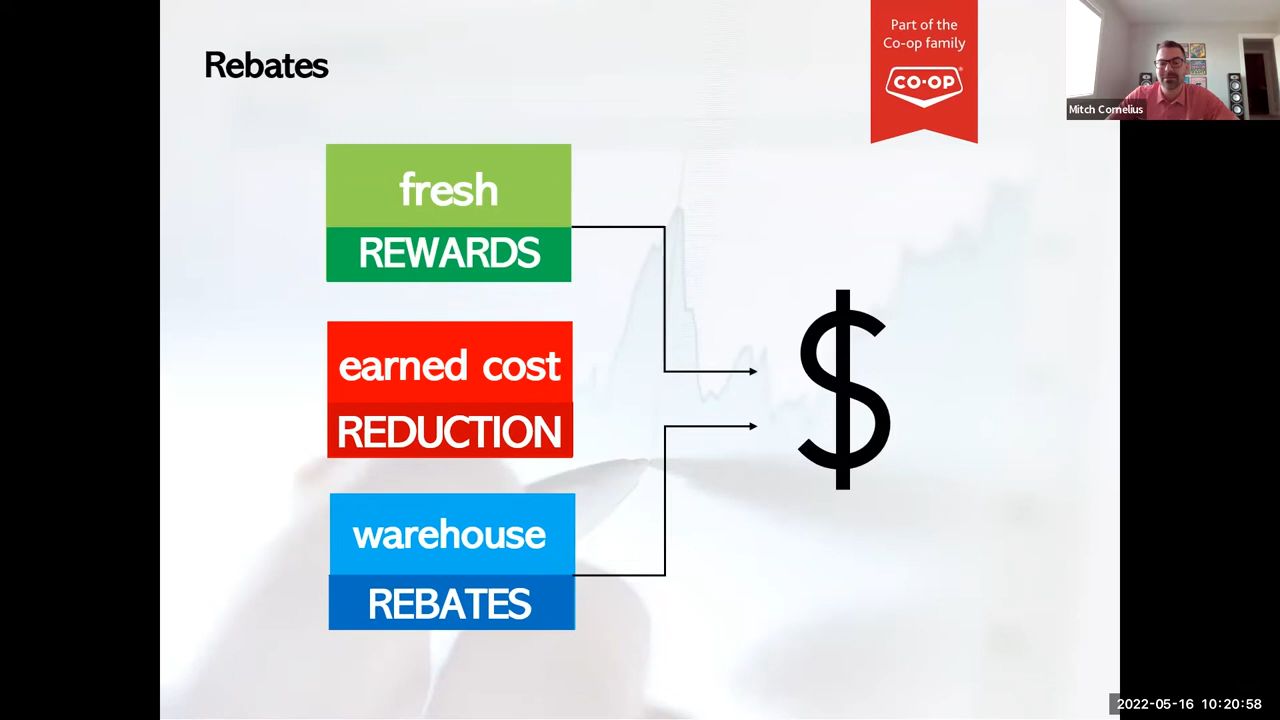 Rebates
Part of the
Co-op family
CO-OP
Mitch Cornelius
fresh
REWARDS
earned cost
REDUCTION
warehouse
REBATES
$
2022-05-16 10:20:58